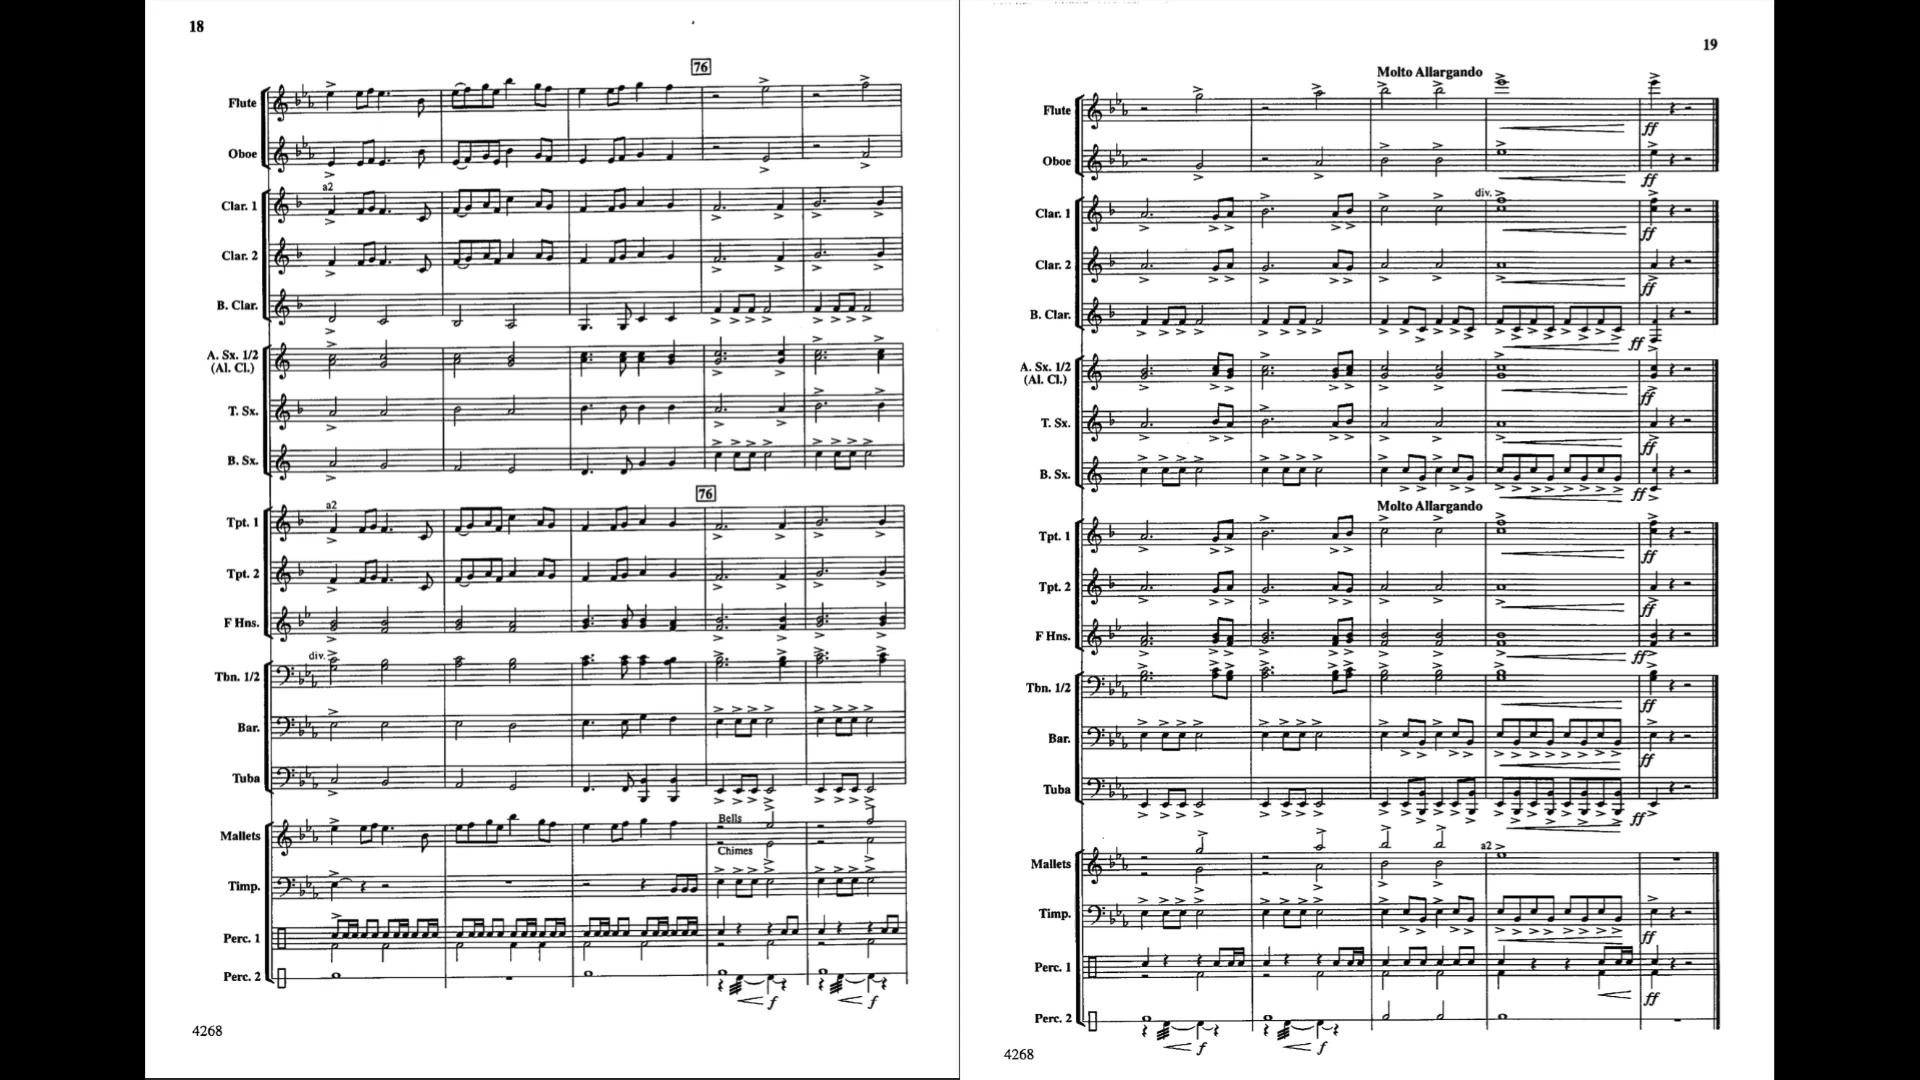 18
76
Flute
Oboe
a2
Clar. 1
Clar. 2
B. Clar.
A. Sx. 1/2
(Al. Cl.)
T. Sx.
B. Sx.
76
a2
Tpt. 1
Tpt. 2
F Hns.
div.
Tbn. 1/2
Bar.
Tuba
Bells
Mallets
Chimes
Timp.
Perc. 1
Perc. 2
f f
4268
19
Molto Allargando
Flute
ff
Oboe
ff
div.
Clar. 1
ff
Clar. 2
ff
B. Clar.
ff
A. Sx. 1/2
(Al. Cl.)
ff
T. Sx.
ff
B. Sx.
ff
Molto Allargando
Tpt. 1
ff
Tpt. 2
ff
F Hns.
ff
Tbn. 1/2
ff
Bar.
ff
Tuba
ff
a2
Mallets
Timp.
ff
Perc. 1
ff
Perc. 2
f f
4268